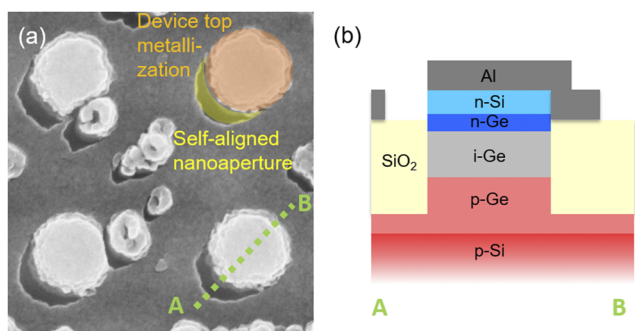 (a)
Device top
metalli-
zation
Self-aligned
nanoaperture
B
A
(b)
Al
n-Si
n-Ge
i-Ge
SiO₂
p-Ge
p-Si
A
B